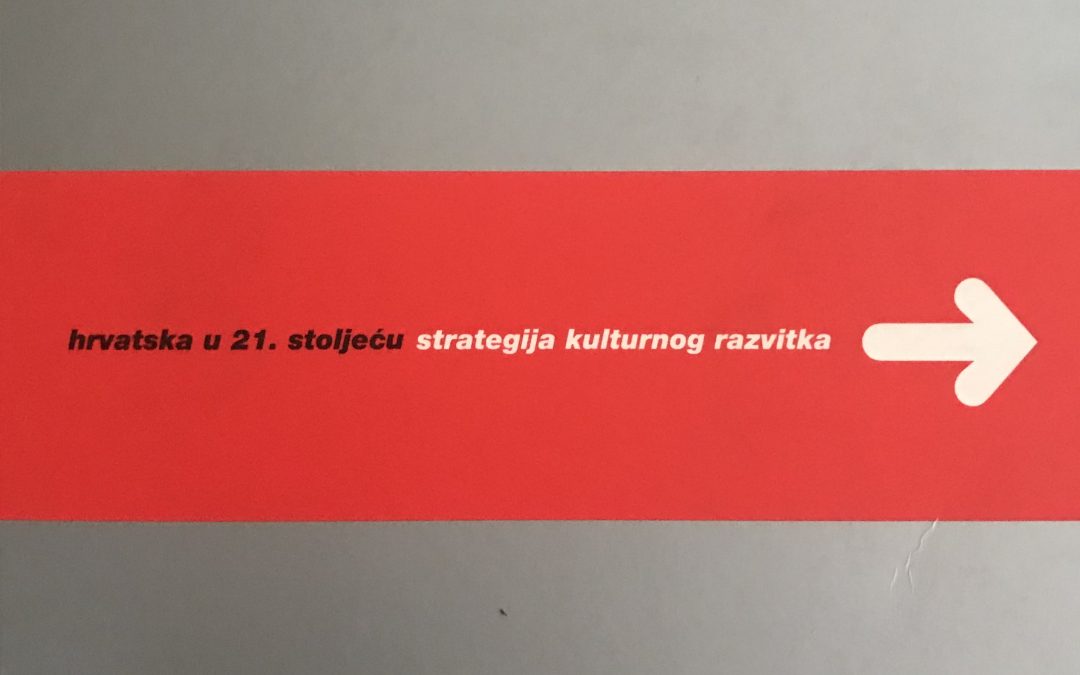 hrvatska u 21. stoljeću strategija kulturnog razvitka